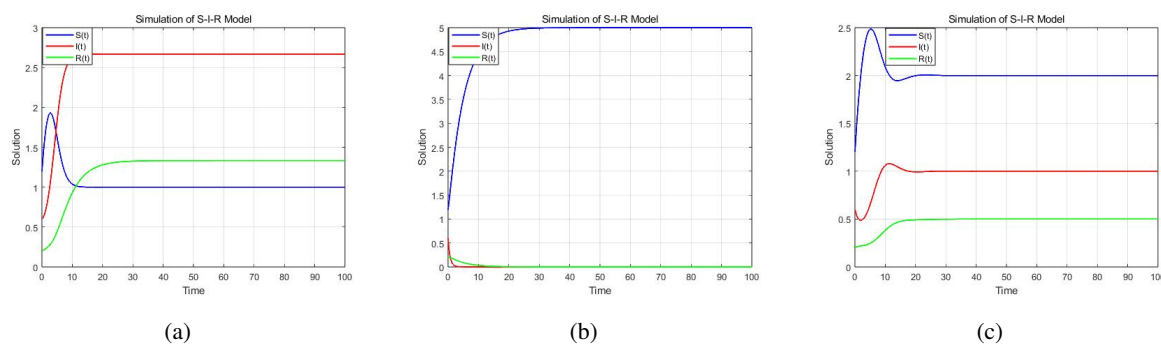 Simulation of S-I-R Model
3
S(t)
I(t)
R(t)
2.5
2
1.5
1
0.5
0
Solution
0 10 20 30 40 50 60 70 80 90 100
Time
(a)
Simulation of S-I-R Model
5
S(t)
I(t)
R(t)
4.5
4
3.5
3
2.5
2
1.5
1
0.5
0
Solution
0 10 20 30 40 50 60 70 80 90 100
Time
(b)
Simulation of S-I-R Model
2.5
S(t)
I(t)
R(t)
2
1.5
1
0.5
0
Solution
0 10 20 30 40 50 60 70 80 90 100
Time
(c)